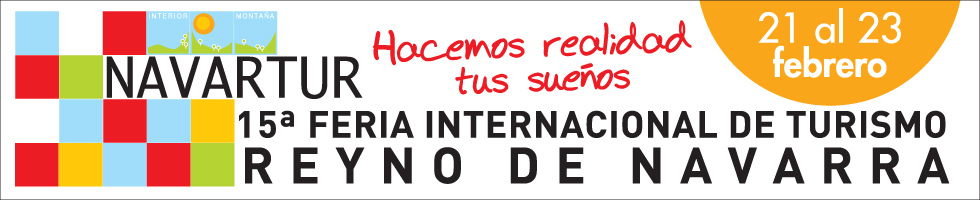 INTERIOR MONTAÑA
NAVARTUR
Hacemos realidad
tus sueños
21 al 23
febrero
15ª FERIA INTERNACIONAL DE TURISMO
REYNO DE NAVARRA